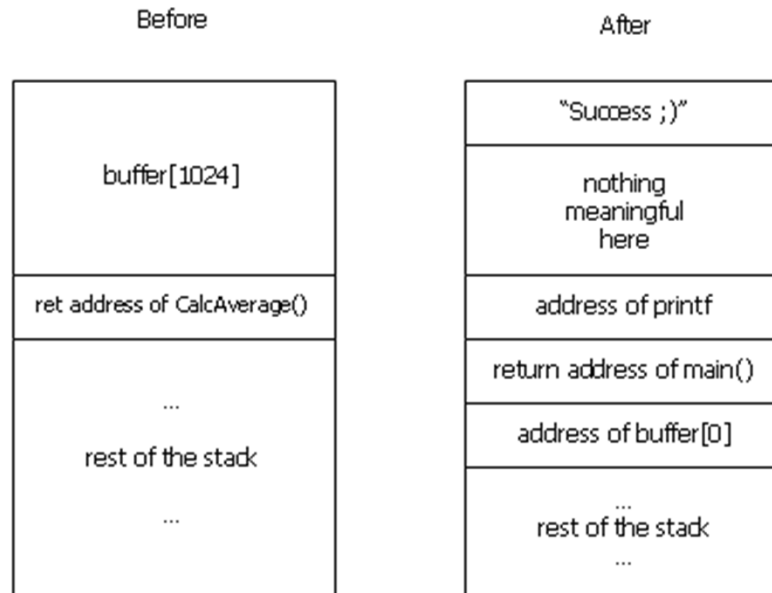 Before
buffer[1024]
ret address of CalcAverage()
...
rest of the stack
...
After
"Success ;)"
nothing
meaningful
here
address of printf
return address of main()
address of buffer[0]
...
rest of the stack
...